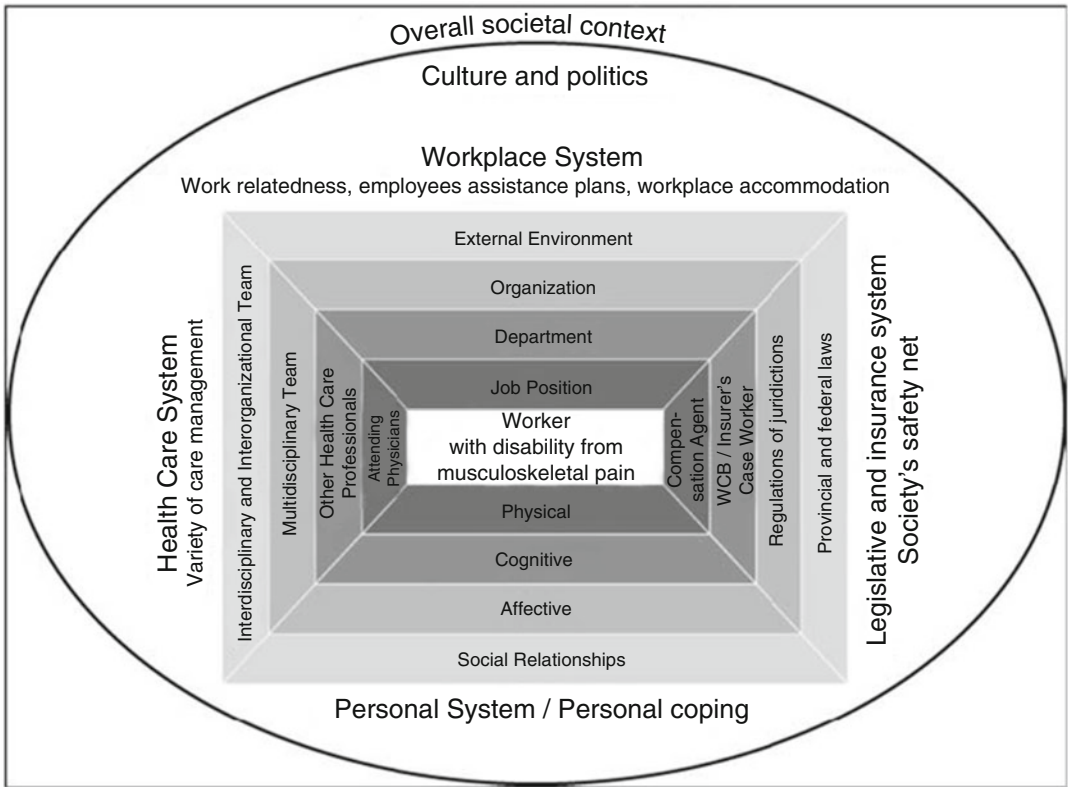 Overall societal context
Culture and politics
Workplace System
Work relatedness, employees assistance plans, workplace accommodation
External Environment
Organization
Department
Job Position
Health Care System
Variety of care management
Interdisciplinary and Interorganizational Team
Multidisciplinary Team
Other Health Care
Professionals
Attending
Physicians
Worker
with disability from
musculoskeletal pain
Compen-
sation Agent
WCB / Insurer's
Case Worker
Regulations of juridictions
Provincial and federal laws
Legislative and insurance system
Society's safety net
Physical
Cognitive
Affective
Social Relationships
Personal System / Personal coping